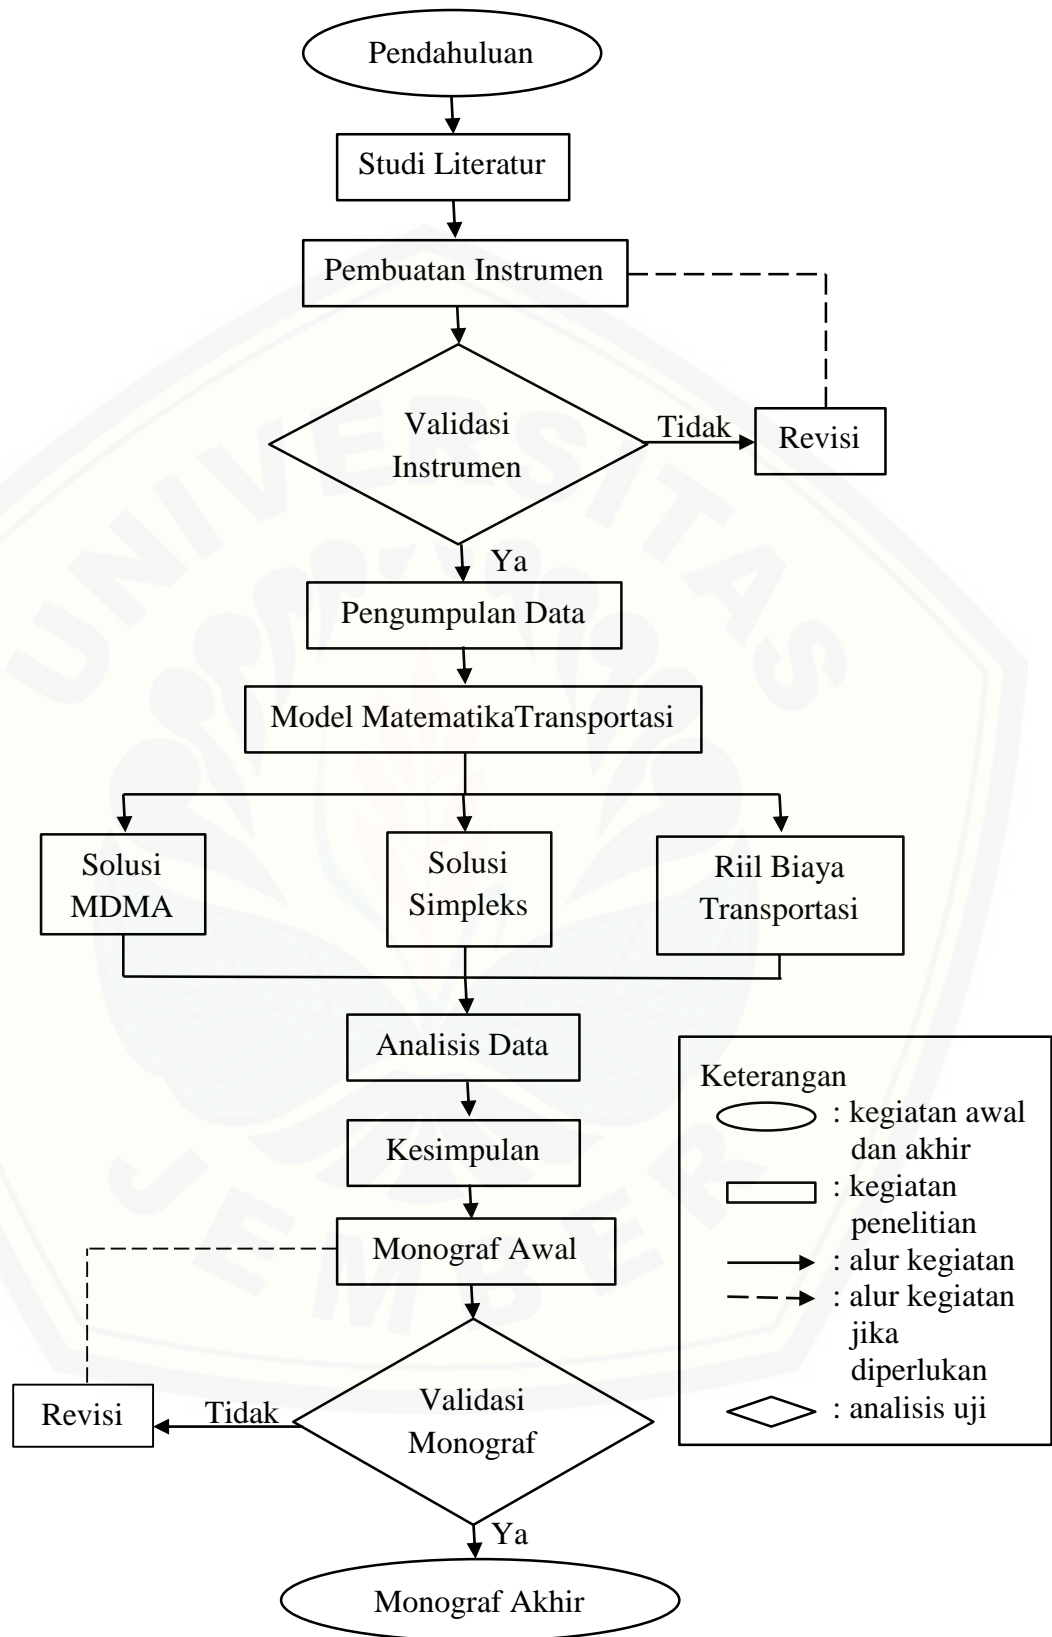 Pendahuluan
Studi Literatur
Pembuatan Instrumen
Validasi
Instrumen
Tidak
Revisi
Ya
Pengumpulan Data
Model MatematikaTransportasi
Solusi
MDMA
Solusi
Simpleks
Riil Biaya
Transportasi
Analisis Data
Kesimpulan
Monograf Awal
Validasi
Monograf
Tidak
Revisi
Ya
Monograf Akhir
Keterangan
: kegiatan awal
dan akhir
: kegiatan
penelitian
: alur kegiatan
: alur kegiatan
jika
diperlukan
: analisis uji
UNIVERSITAS
JEMBER